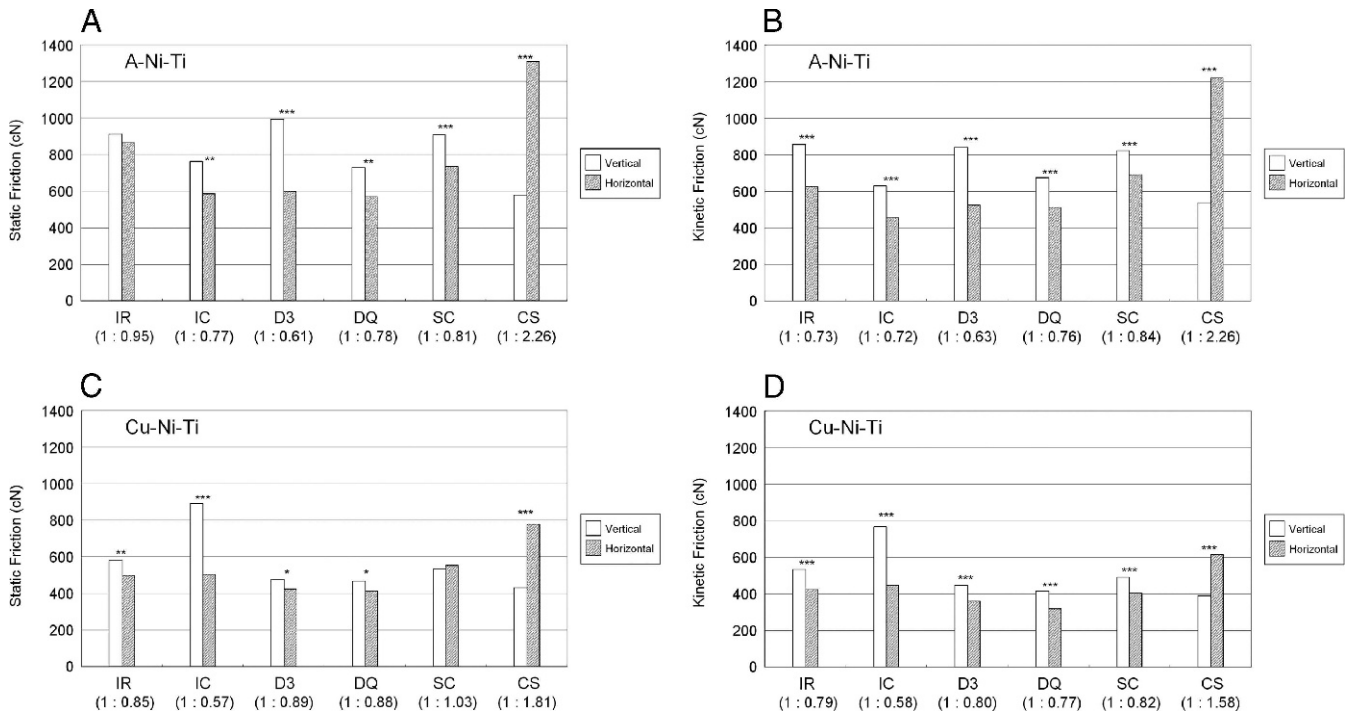 A
A-Ni-Ti
Static Friction (cN)
1400
1200
1000
800
600
400
200
0
**
***
**
***
***
IR IC D3 DQ SC CS
(1 : 0.95) (1 : 0.77) (1 : 0.61) (1 : 0.78) (1 : 0.81) (1 : 2.26)
Vertical
Horizontal
B
A-Ni-Ti
Kinetic Friction (cN)
1400
1200
1000
800
600
400
200
0
***
***
***
***
***
***
IR IC D3 DQ SC CS
(1 : 0.73) (1 : 0.72) (1 : 0.63) (1 : 0.76) (1 : 0.84) (1 : 2.26)
Vertical
Horizontal
C
Cu-Ni-Ti
Static Friction (cN)
1400
1200
1000
800
600
400
200
0
**
***
*
*
***
IR IC D3 DQ SC CS
(1 : 0.85) (1 : 0.57) (1 : 0.89) (1 : 0.88) (1 : 1.03) (1 : 1.81)
Vertical
Horizontal
D
Cu-Ni-Ti
Kinetic Friction (cN)
1400
1200
1000
800
600
400
200
0
***
***
***
***
***
***
IR IC D3 DQ SC CS
(1 : 0.79) (1 : 0.58) (1 : 0.80) (1 : 0.77) (1 : 0.82) (1 : 1.58)
Vertical
Horizontal